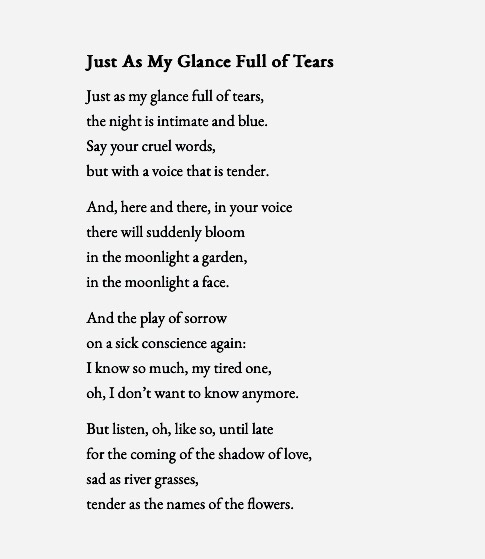 Just As My Glance Full of Tears
Just as my glance full of tears,
the night is intimate and blue.
Say your cruel words,
but with a voice that is tender.
And, here and there, in your voice
there will suddenly bloom
in the moonlight a garden,
in the moonlight a face.
And the play of sorrow
on a sick conscience again:
I know so much, my tired one,
oh, I don’t want to know anymore.
But listen, oh, like so, until late
for the coming of the shadow of love,
sad as river grasses,
tender as the names of the flowers.